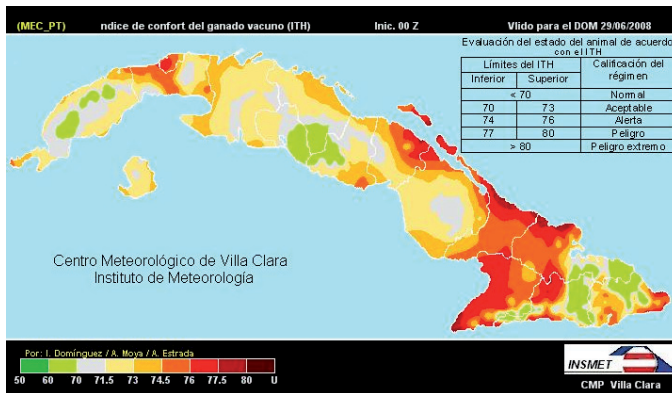 (MEC_PT) ndice de confort del ganado vacuno (ITH) Inic. 00 Z Vlido para el DOM 29/06/2008
Evaluación del estado del animal de acuerdo
con el ITH
Límites del ITH Calificación del
régimen
Inferior Superior
< 70 Normal
70 73 Aceptable
74 76 Alerta
77 80 Peligro
> 80 Peligro extremo
Centro Meteorológico de Villa Clara
Instituto de Meteorología
Por: I. Domínguez / A. Moya / A. Estrada
50 60 70 71.5 73 74.5 76 77.5 80 U
INSMET
CMP Villa Clara